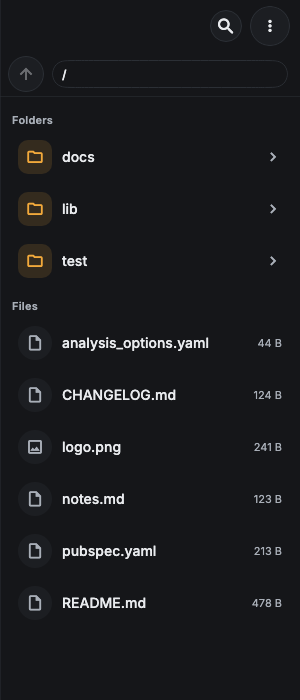 /
Folders
docs
lib
test
Files
analysis_options.yaml 44 B
CHANGELOG.md 124 B
logo.png 241 B
notes.md 123 B
pubspec.yaml 213 B
README.md 478 B